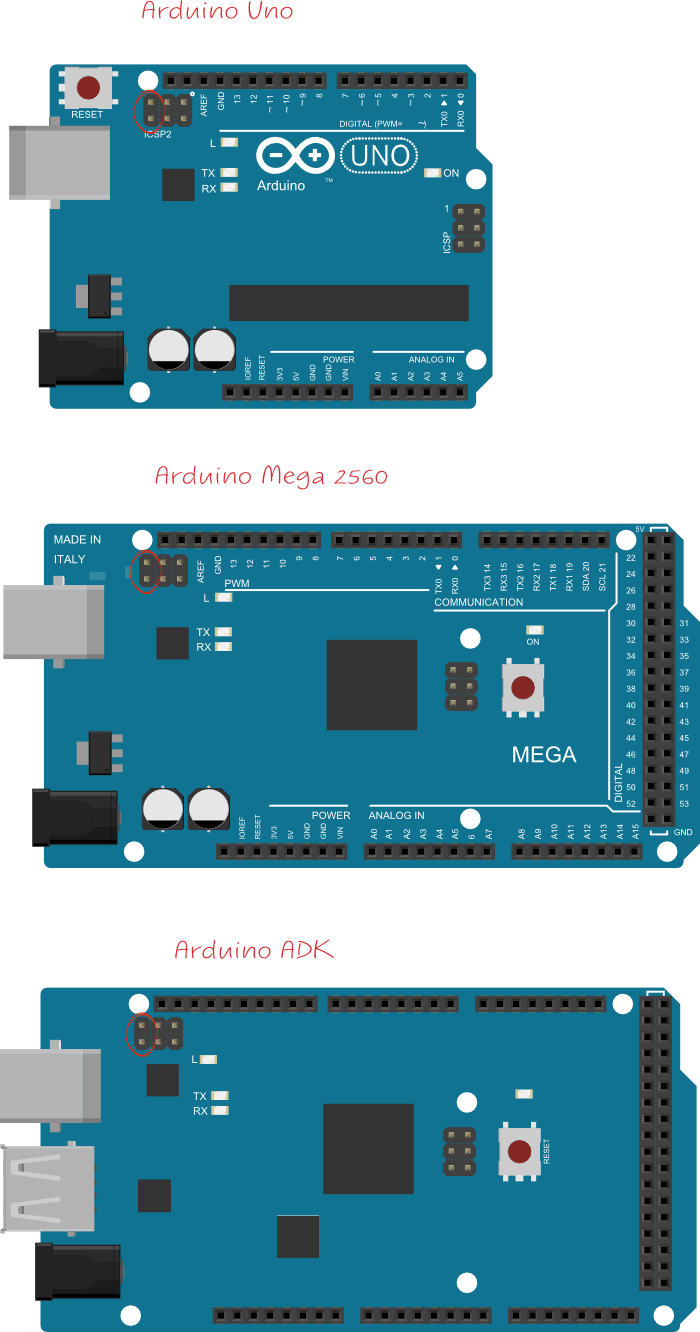 Arduino Uno
RESET
ICSP2
AREF
GND
13
12
~11
~10
~9
8
7
~6
~5
4
~3
2
TX0 ▶ 1
RX0 ◀ 0
DIGITAL (PWM= ~)
L
TX
RX
UNO
Arduino
TM
ON
1
ICSP
POWER
ANALOG IN
IOREF
RESET
3V3
5V
GND
GND
VIN
A0
A1
A2
A3
A4
A5
Arduino Mega 2560
MADE IN
ITALY
AREF
GND
13
12
11
10
9
8
7
6
5
4
3
2
TX0 ◀ 1
RX0 ▶ 0
TX3 14
RX3 15
TX2 16
RX2 17
TX1 18
RX1 19
SDA 20
SCL 21
5V
PWM
COMMUNICATION
L
TX
RX
ON
MEGA
22
24
26
28
30 31
32 33
34 35
36 37
38 39
40 41
42 43
44 45
46 47
48 49
50 51
52 53
DIGITAL
GND
POWER
ANALOG IN
IOREF
RESET
3V3
5V
GND
GND
VIN
A0
A1
A2
A3
A4
A5
6
A7
A8
A9
A10
A11
A12
A13
A14
A15
Arduino ADK
L
TX
RX
RESET